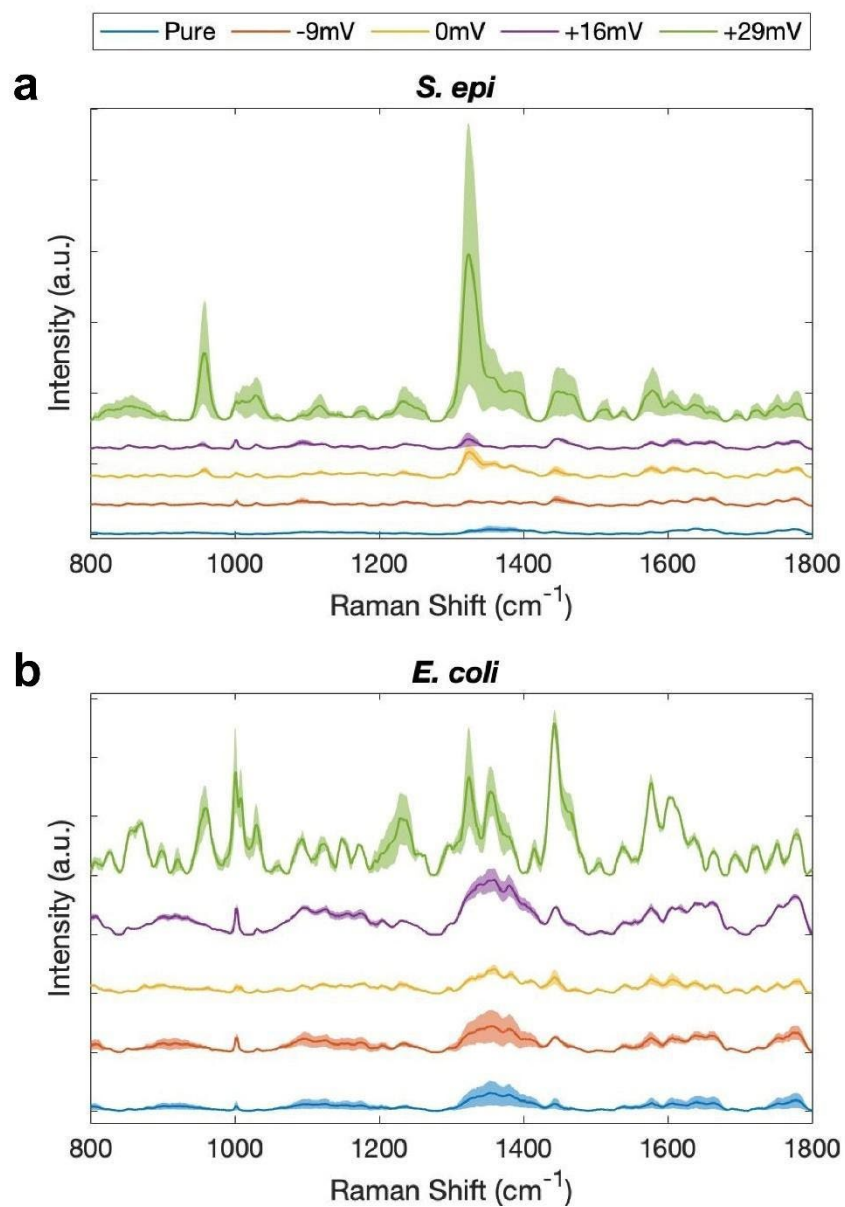 Pure -9mV 0mV +16mV +29mV
a
S. epi
Intensity (a.u.)
800 1000 1200 1400 1600 1800
Raman Shift (cm⁻¹)
b
E. coli
Intensity (a.u.)
800 1000 1200 1400 1600 1800
Raman Shift (cm⁻¹)